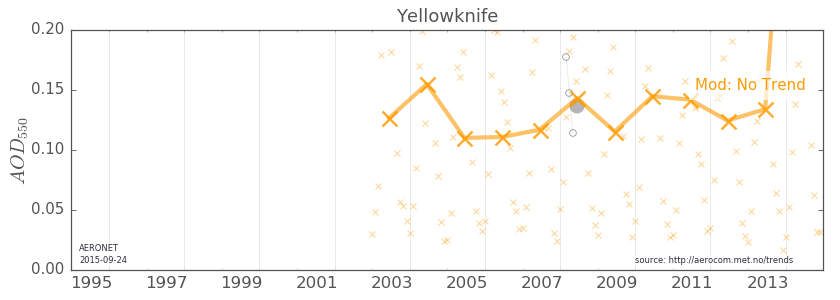 Yellowknife
0.20
0.15
0.10
0.05
0.00
AOD550
Mod: No Trend
AERONET
2015-09-24
source: http://aerocom.met.no/trends
1995 1997 1999 2001 2003 2005 2007 2009 2011 2013